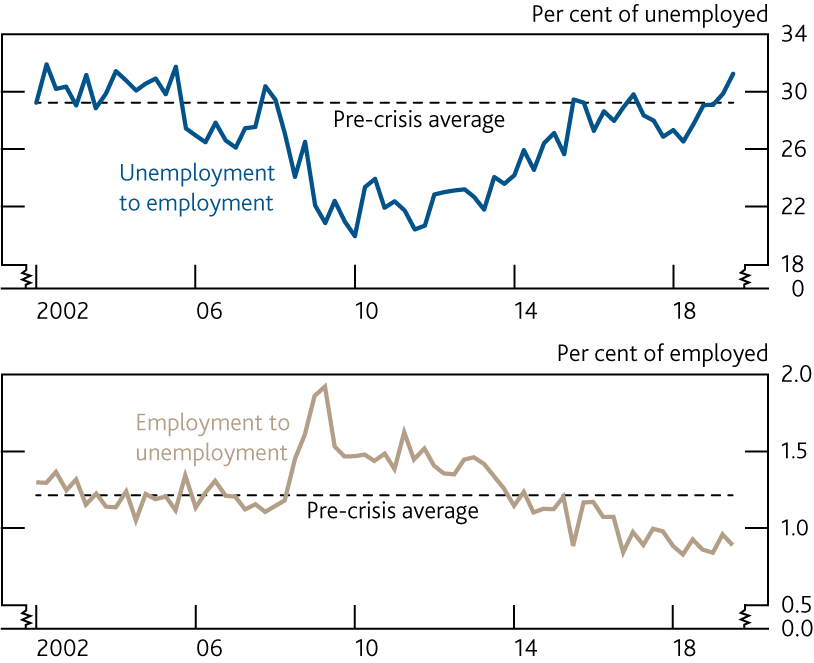 Per cent of unemployed
34
30
Pre-crisis average
26
Unemployment
to employment
22
18
0
2002
06
10
14
18
Per cent of employed
2.0
Employment to
unemployment
1.5
Pre-crisis average
1.0
0.5
0.0
2002
06
10
14
18